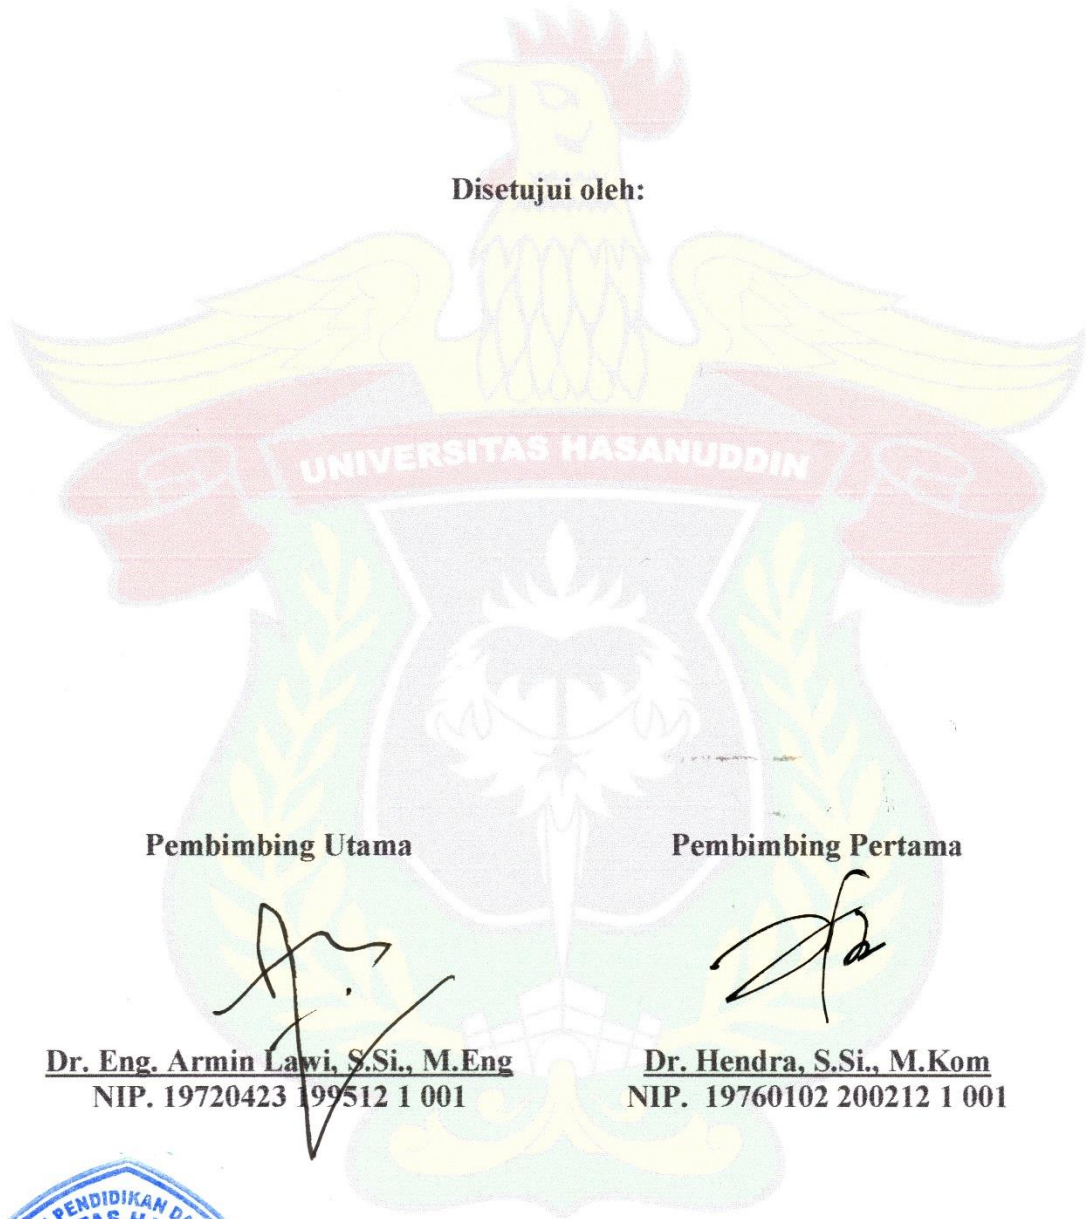 Disetujui oleh:
UNIVERSITAS HASANUDDIN
Pembimbing Utama
Pembimbing Pertama
Dr. Eng. Armin Lawi, S.Si., M.Eng
NIP. 19720423 199512 1 001
Dr. Hendra, S.Si., M.Kom
NIP. 19760102 200212 1 001
PENDIDIKAN